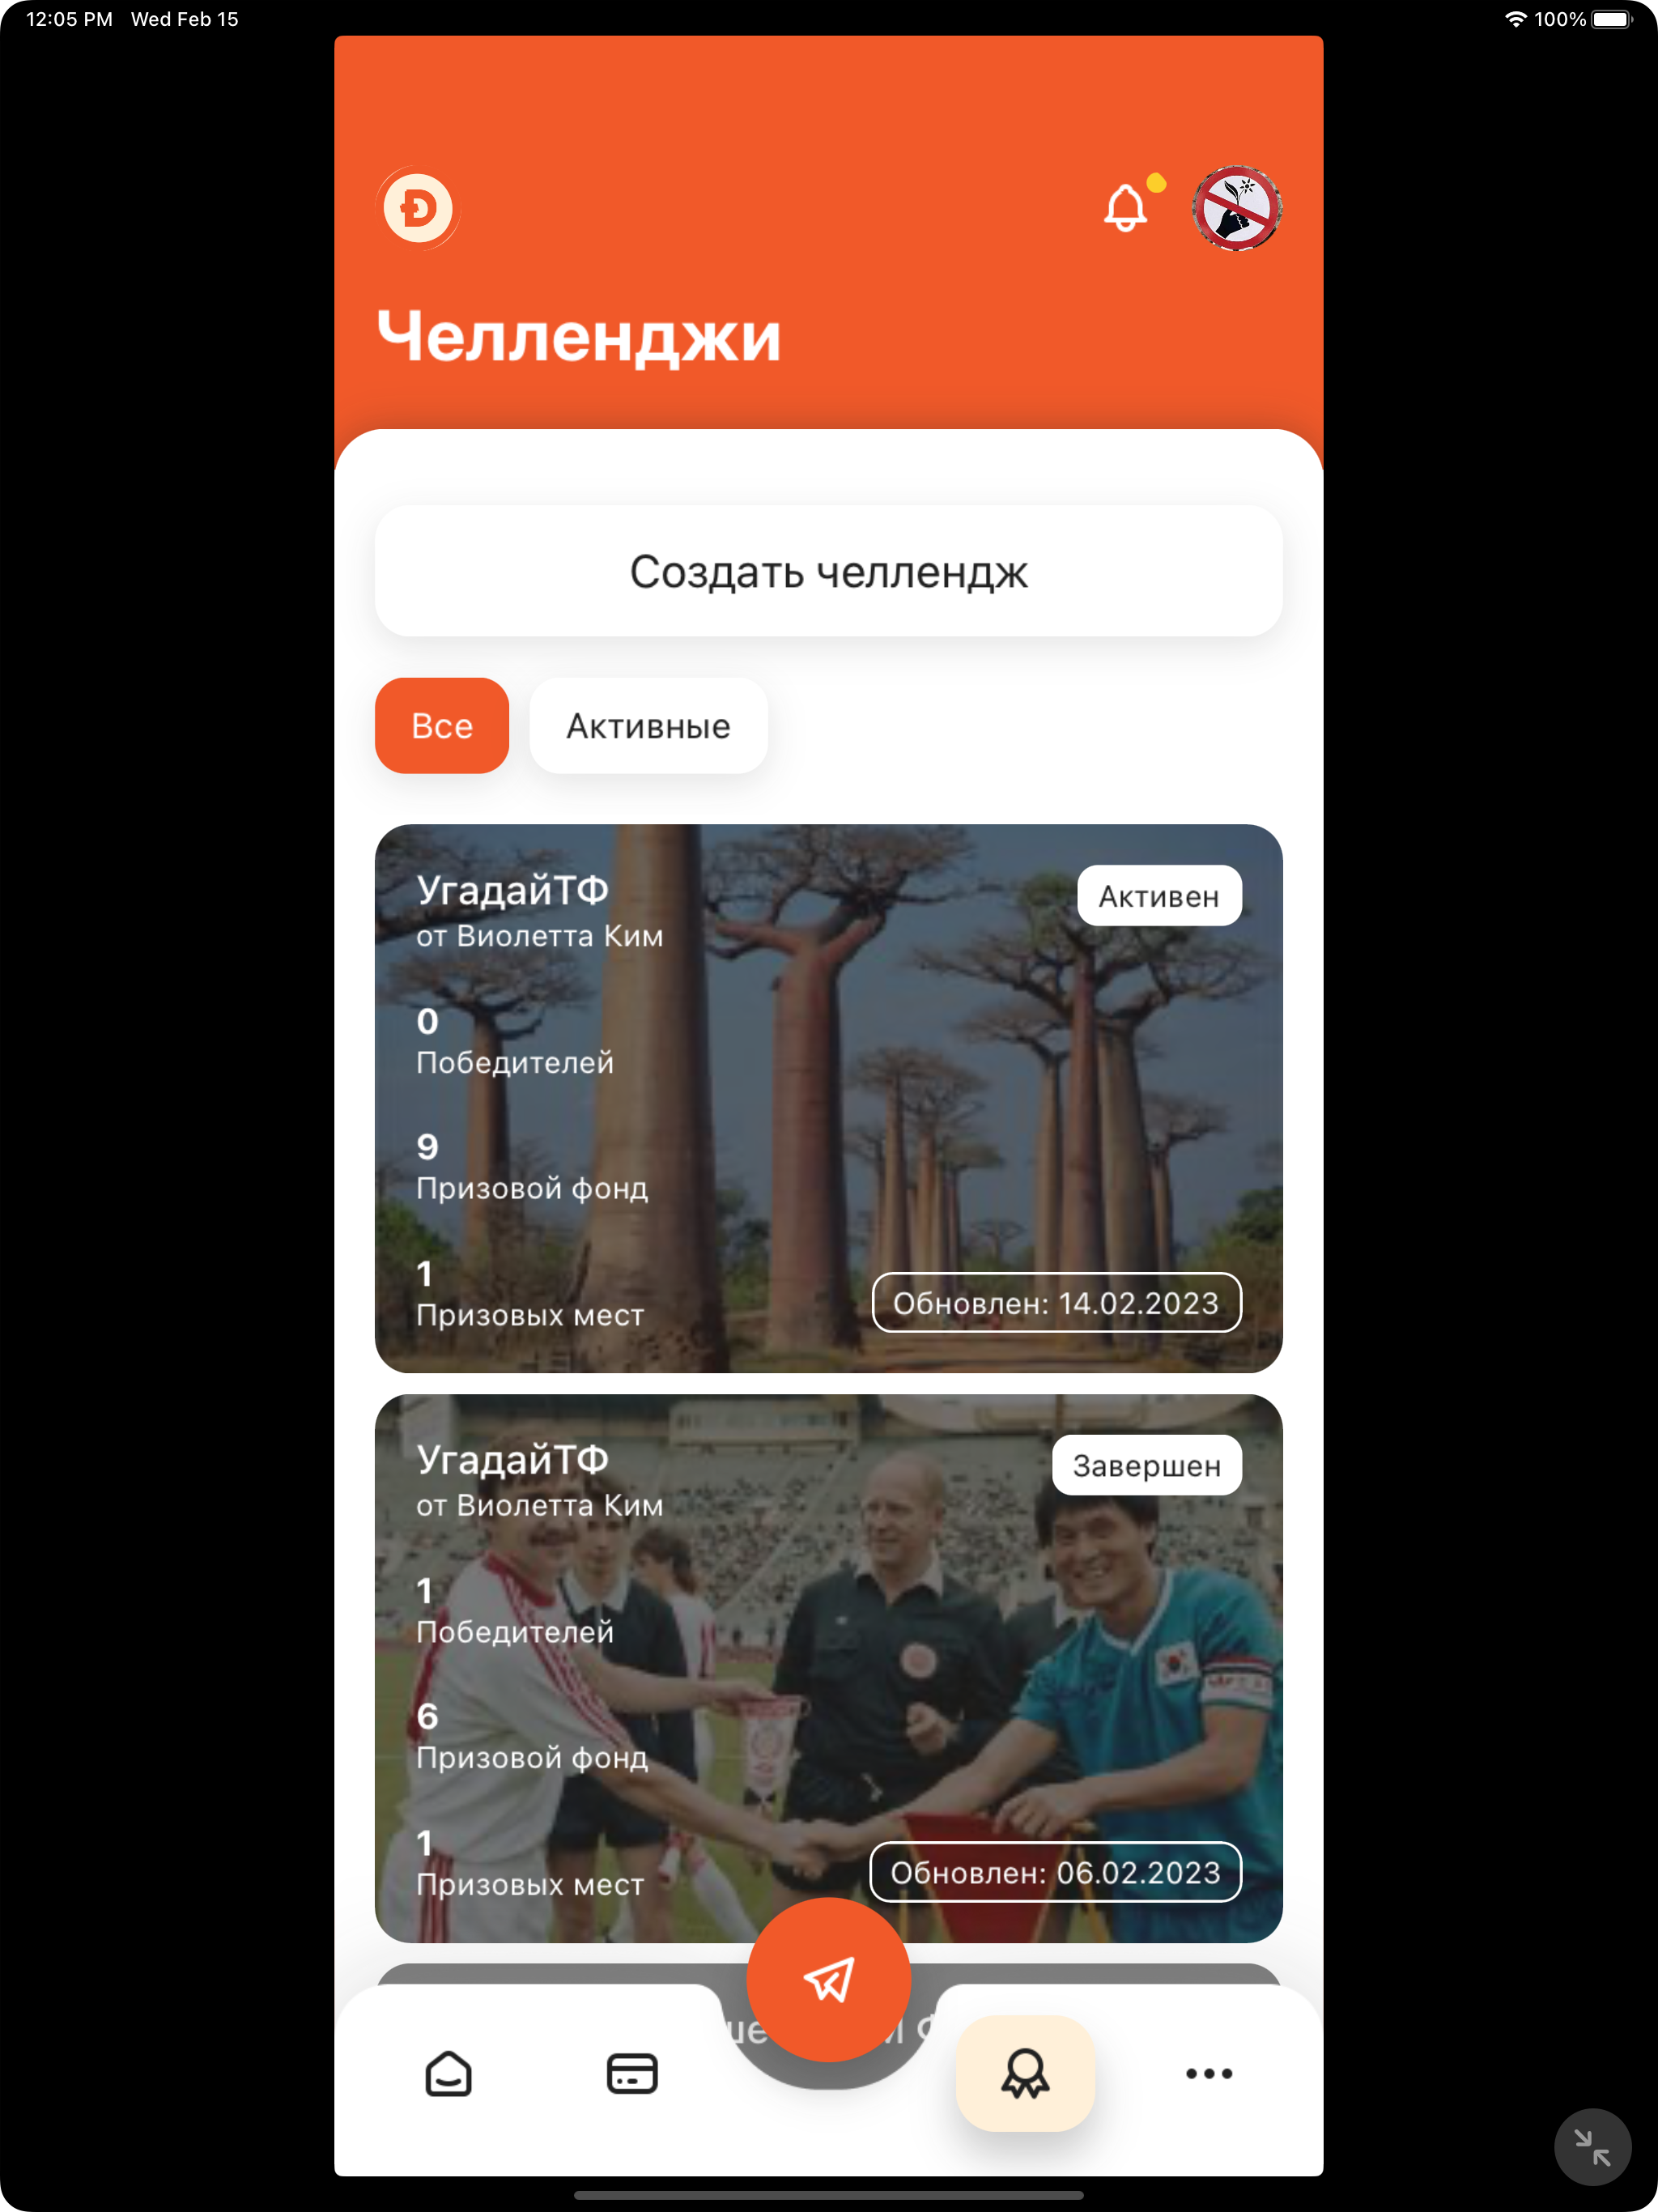 12:05 PM Wed Feb 15
100%
Челленджи
Создать челлендж
Все Активные
УгадайТФ
Активен
от Виолетта Ким
0
Победителей
9
Призовой фонд
1
Призовых мест
Обновлен: 14.02.2023
УгадайТФ
Завершен
от Виолетта Ким
1
Победителей
6
Призовой фонд
1
Призовых мест
Обновлен: 06.02.2023